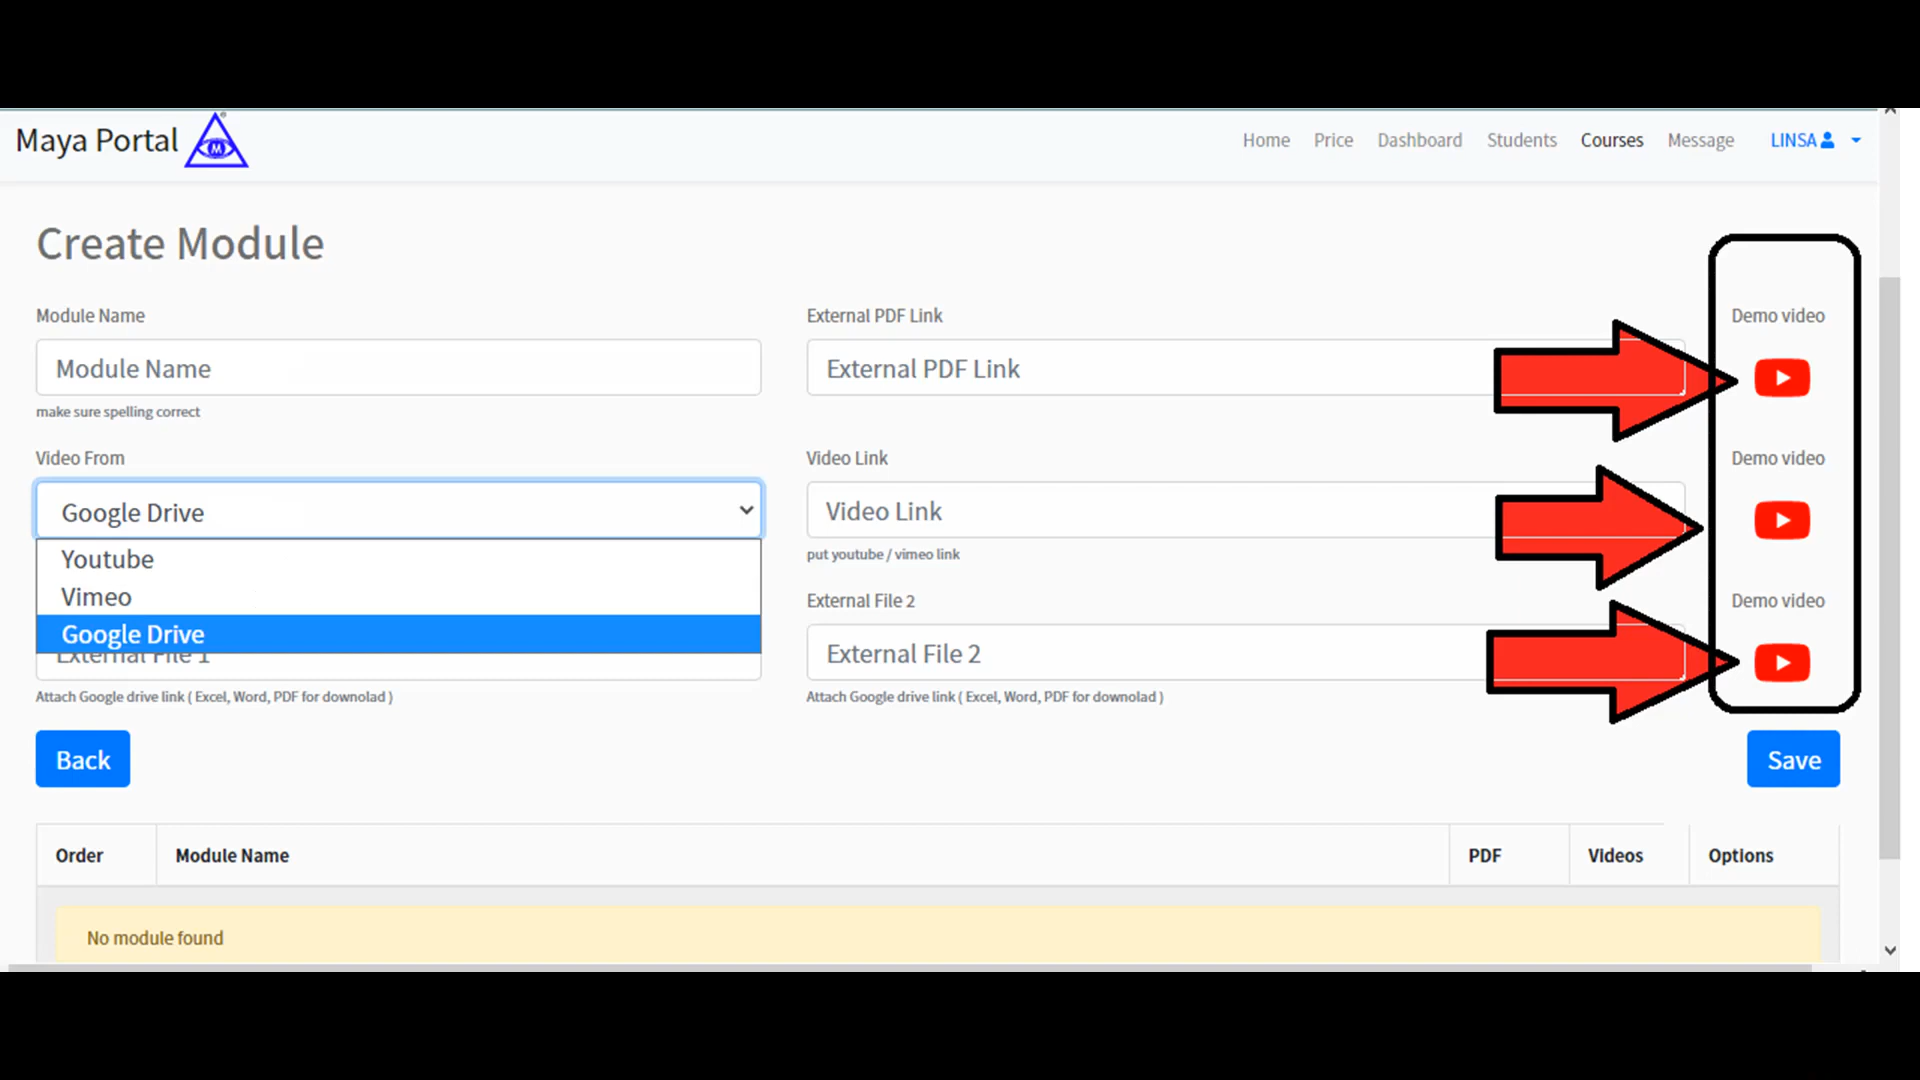 Maya Portal
M
Home Price Dashboard Students Courses Message LINSA
Create Module
Module Name
External PDF Link
Demo video
Module Name
External PDF Link
make sure spelling correct
Video From
Video Link
Demo video
Google Drive
Video Link
put youtube / vimeo link
Youtube
Vimeo
Google Drive
External File 2
Demo video
External File 1
External File 2
Attach Google drive link ( Excel, Word, PDF for downolad )
Attach Google drive link ( Excel, Word, PDF for downolad )
Back
Save
Order Module Name PDF Videos Options
No module found